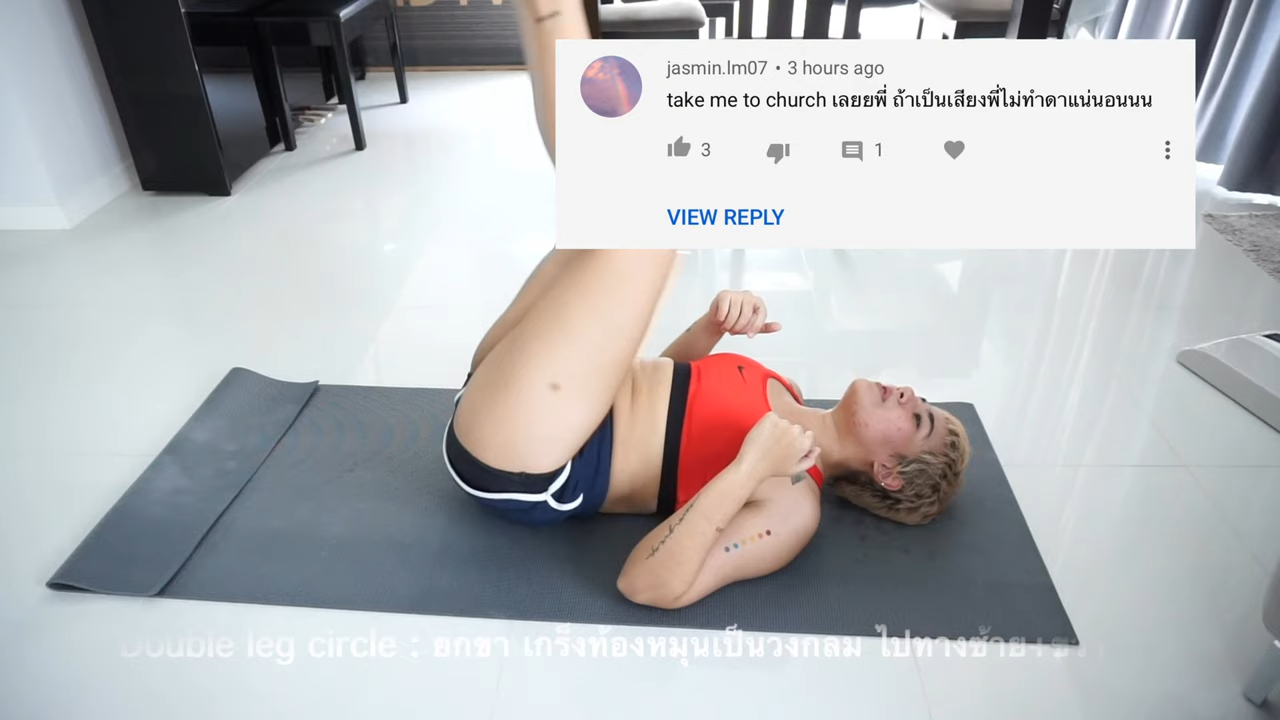 jasmin.lm07 • 3 hours ago
take me to church เลยยพี่ ถ้าเป็นเสียงพี่ไม่ทำดาแน่นอนนน
3
1
VIEW REPLY
Double leg circle : ยกขา เกร็งท้องหมุนเป็นวงกลม ไปทางซ้าย